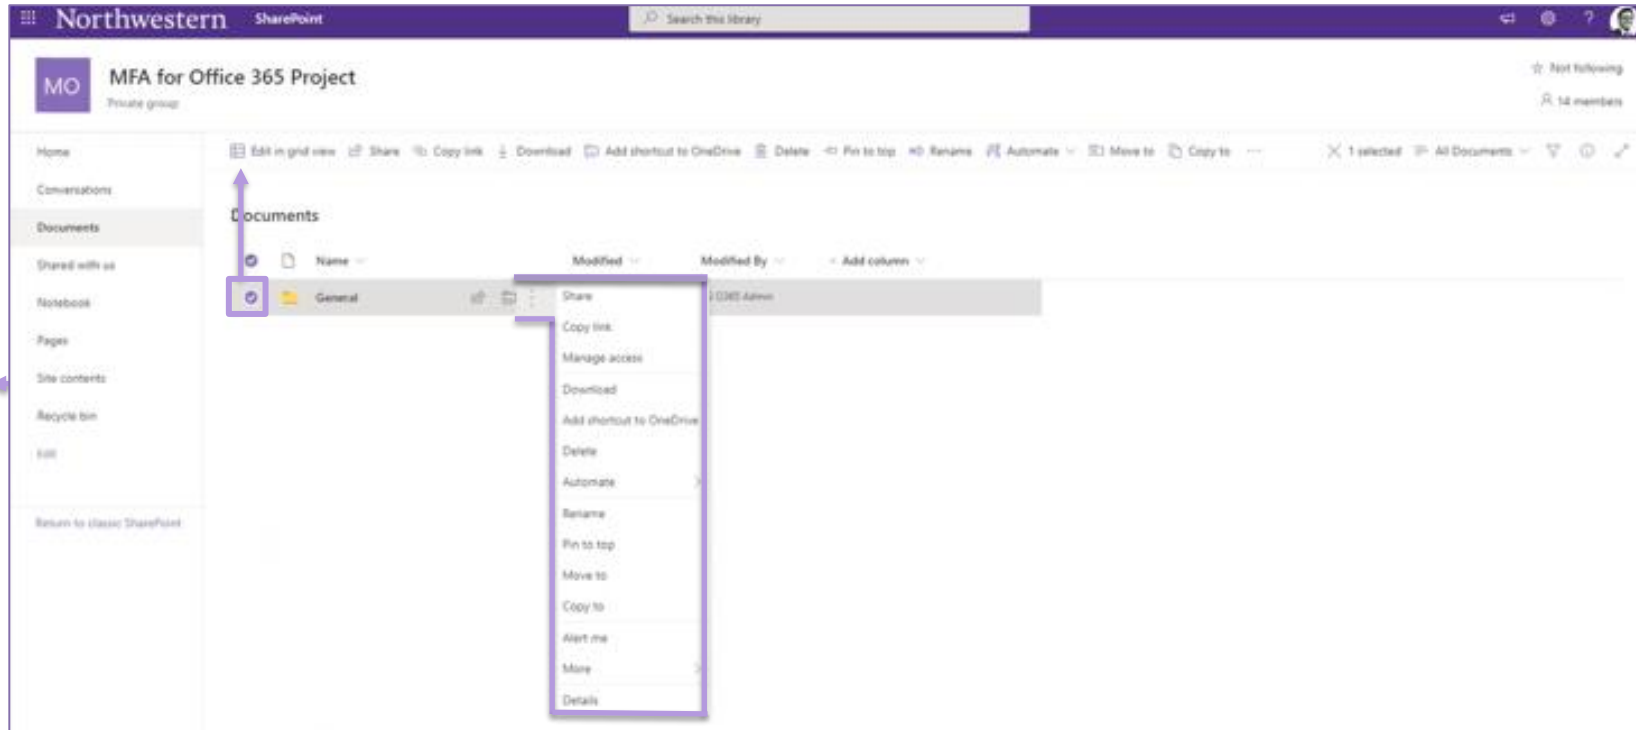 Northwestern SharePoint Search this library ?
MO MFA for Office 365 Project
Private group
Not following
14 members
Home
Conversations
Documents
Shared with us
Notebook
Pages
Site contents
Recycle bin
Edit
Return to classic SharePoint
Edit in grid view Share Copy link Download Add shortcut to OneDrive Delete Pin to top Rename Automate Move to Copy to ... 1 selected All Documents
Documents
Name Modified Modified By + Add column
General O365 Admin
Share
Copy link
Manage access
Download
Add shortcut to OneDrive
Delete
Automate
Rename
Pin to top
Move to
Copy to
Alert me
More
Details